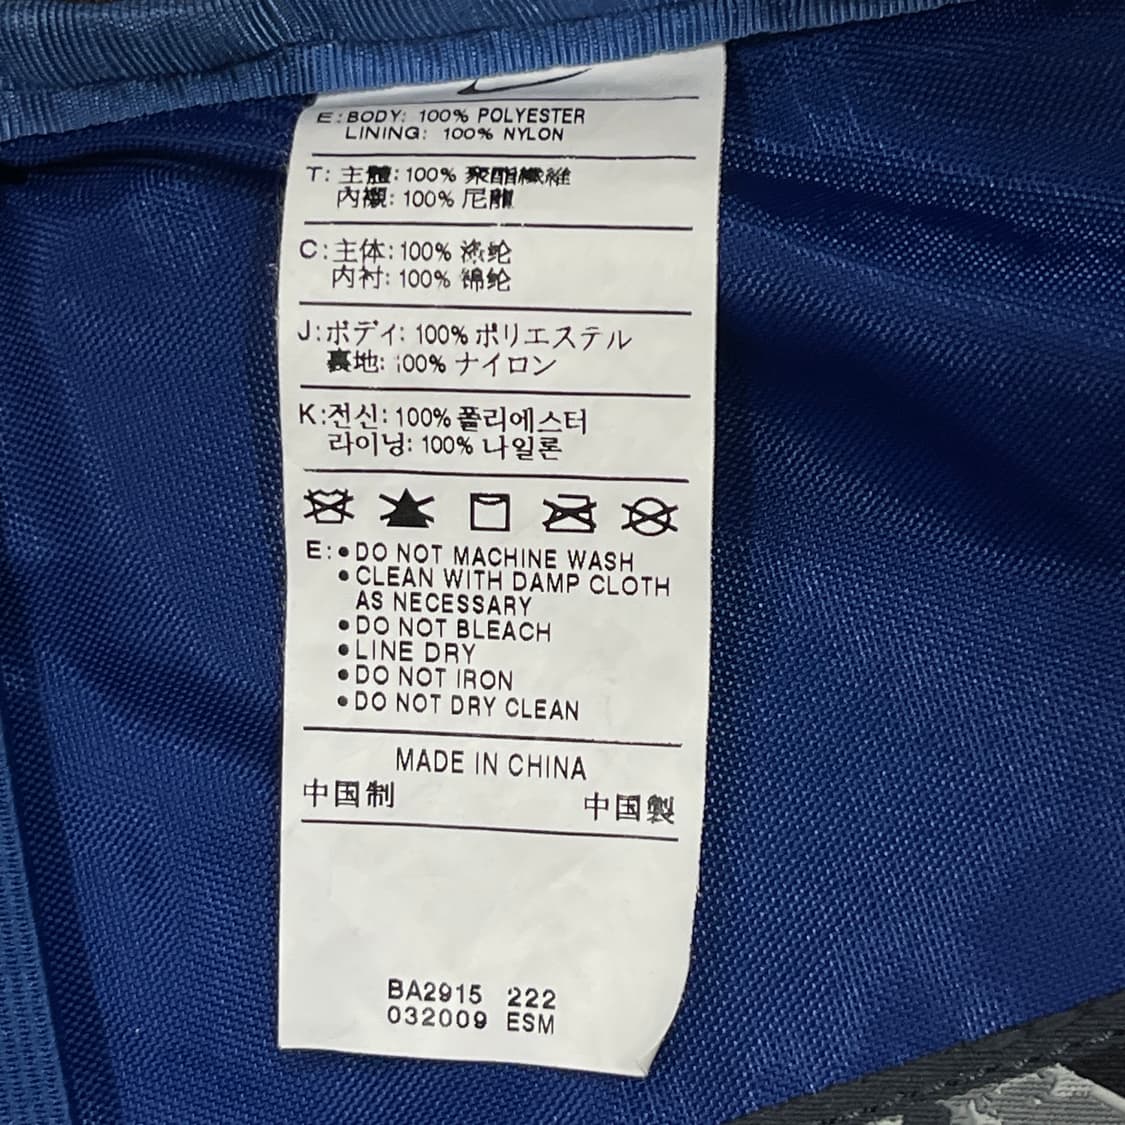 E: BODY: 100% POLYESTER
LINING: 100% NYLON
T: 主體: 100% 聚酯纖維
內襯: 100% 尼龍
C: 主体: 100% 涤纶
内衬: 100% 锦纶
J: ボディ: 100% ポリエステル
裏地: 100% ナイロン
K: 전신: 100% 폴리에스터
라이닝: 100% 나일론
E: • DO NOT MACHINE WASH
• CLEAN WITH DAMP CLOTH
AS NECESSARY
• DO NOT BLEACH
• LINE DRY
• DO NOT IRON
• DO NOT DRY CLEAN
MADE IN CHINA
中国制 中国製
BA2915 222
032009 ESM